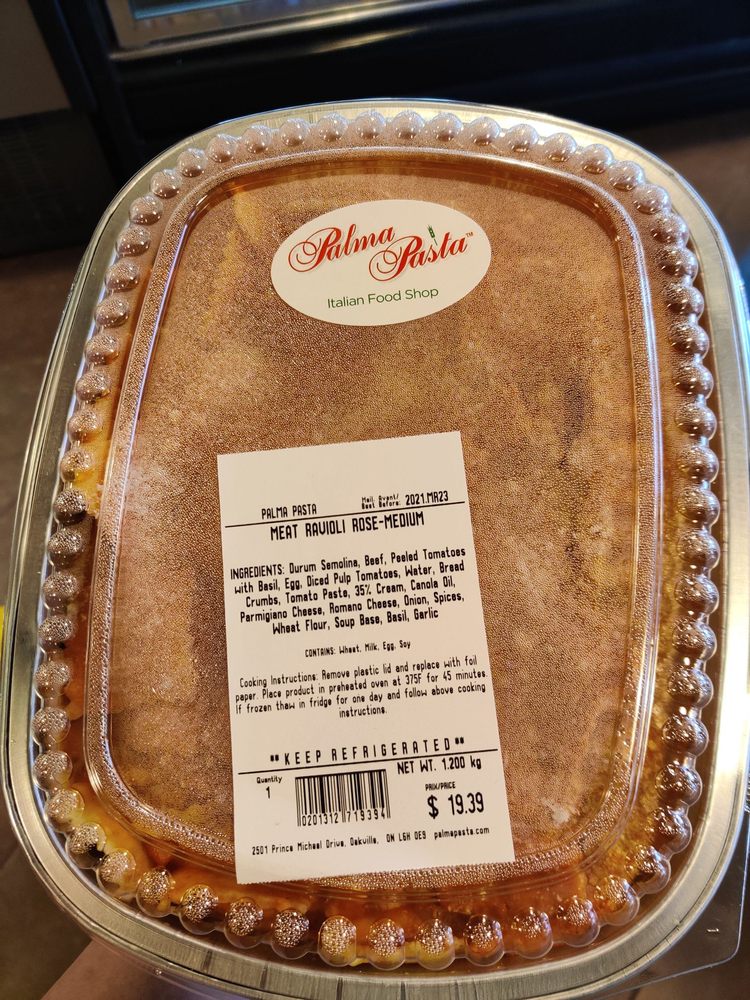 Palma
Pasta™
Italian Food Shop
PALMA PASTA Meil. Avant/ Best Before: 2021.MR23
MEAT RAVIOLI ROSE-MEDIUM
INGREDIENTS: Durum Semolina, Beef, Peeled Tomatoes
with Basil, Egg, Diced Pulp Tomatoes, Water, Bread
Crumbs, Tomato Paste, 35% Cream, Canola Oil,
Parmigiano Cheese, Romano Cheese, Onion, Spices,
Wheat Flour, Soup Base, Basil, Garlic
CONTAINS: Wheat, Milk, Egg, Soy
Cooking Instructions: Remove plastic lid and replace with foil
paper. Place product in preheated oven at 375F for 45 minutes.
If frozen thaw in fridge for one day and follow above cooking
instructions.
**KEEP REFRIGERATED**
Quantity
1
NET WT. 1.200 kg
PRIX/PRICE
$ 19.39
0201312719394
2501 Prince Michael Drive, Oakville, ON L6H 0E9 palmapasta.com